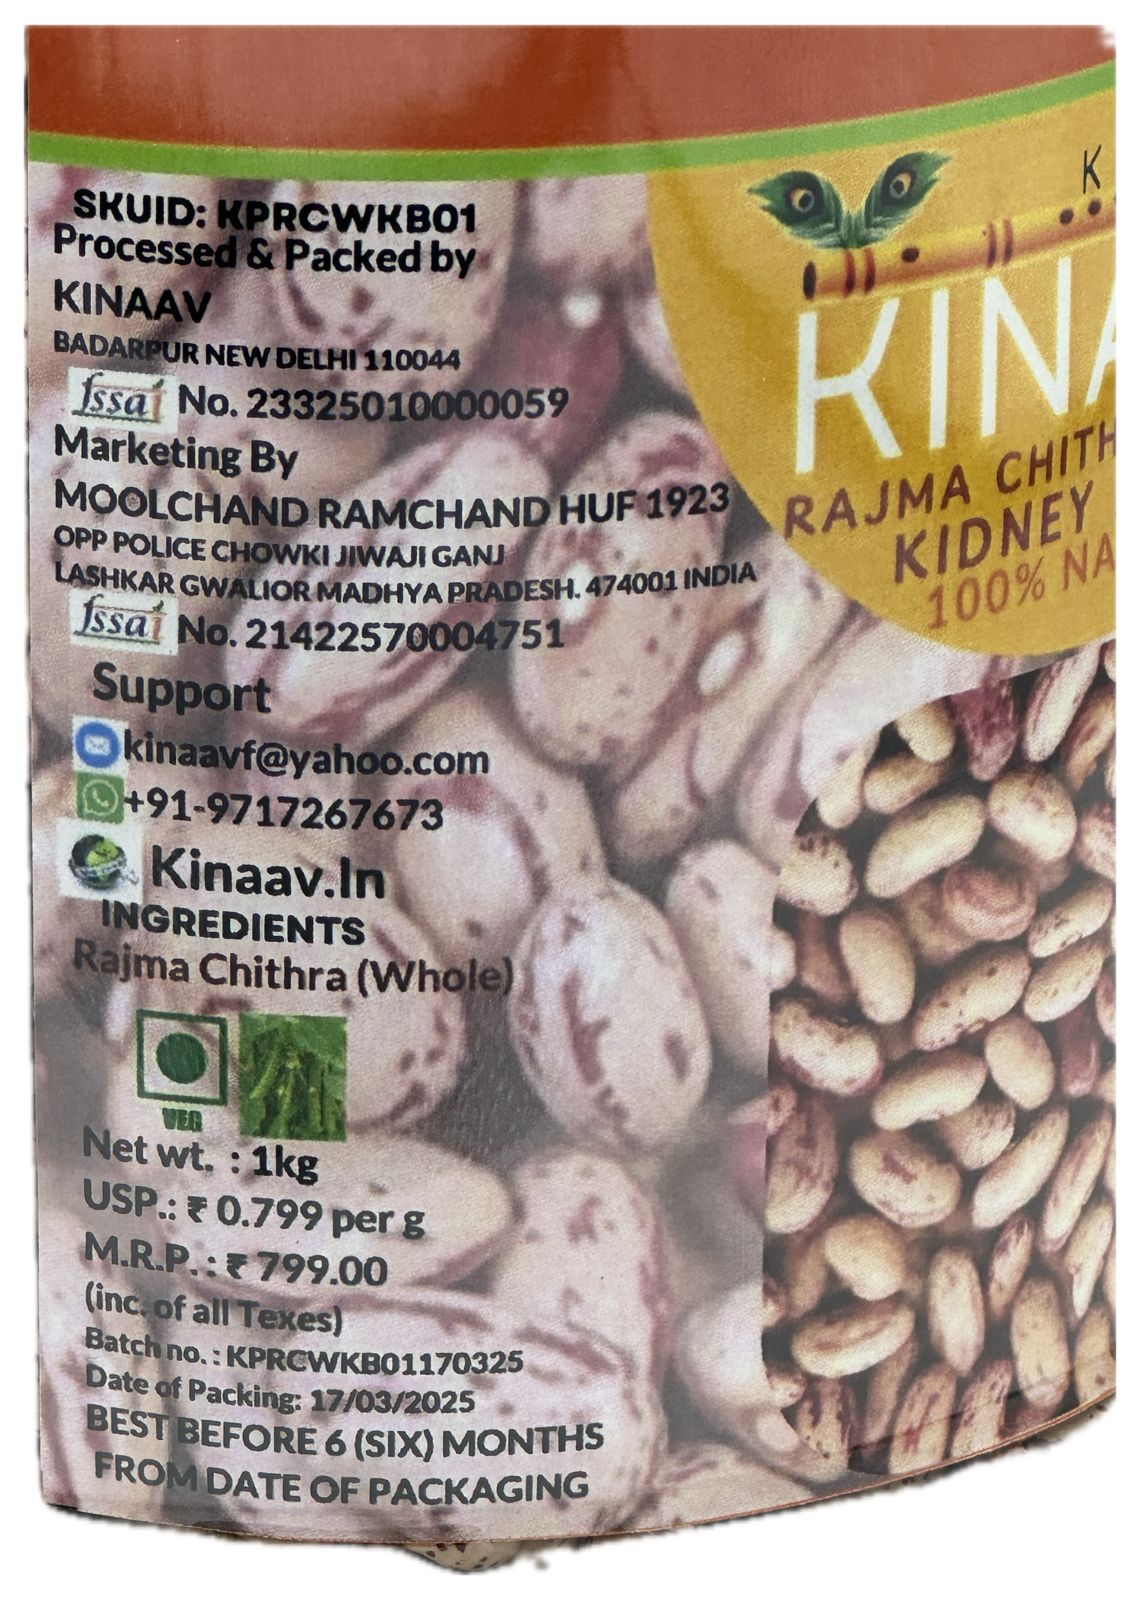 SKUID: KPRCWKB01
Processed & Packed by
KINAAV
BADARPUR NEW DELHI 110044
fssai No. 23325010000059
Marketing By
MOOLCHAND RAMCHAND HUF 1923
OPP POLICE CHOWKI JIWAJI GANJ
LASHKAR GWALIOR MADHYA PRADESH. 474001 INDIA
fssai No. 21422570004751
Support
kinaavf@yahoo.com
+91-9717267673
Kinaav.In
INGREDIENTS
Rajma Chithra (Whole)
VEG
Net wt. : 1kg
USP.: ₹ 0.799 per g
M.R.P. : ₹ 799.00
(inc. of all Texes)
Batch no. : KPRCWKB01170325
Date of Packing: 17/03/2025
BEST BEFORE 6 (SIX) MONTHS
FROM DATE OF PACKAGING
K
KINA
RAJMA CHITH
KIDNEY
100% NA